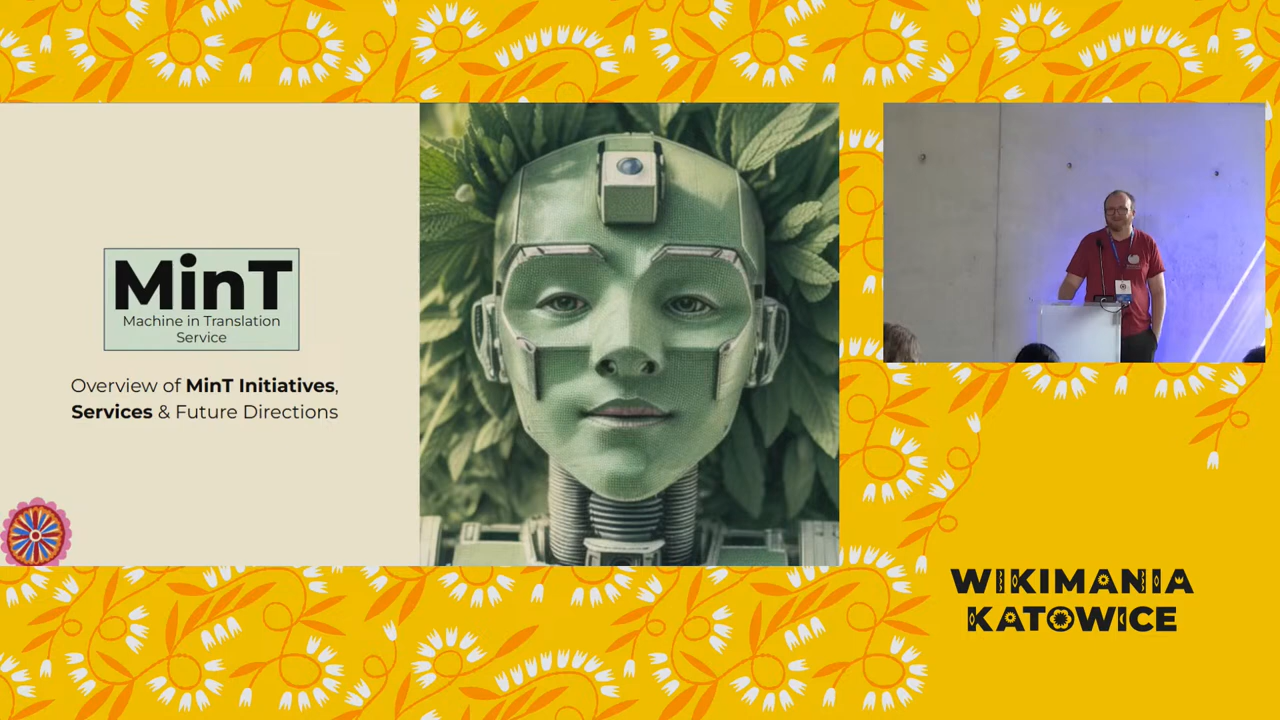 MinT
Machine in Translation
Service
Overview of MinT Initiatives,
Services & Future Directions
WIKIMANIA
KATOWICE